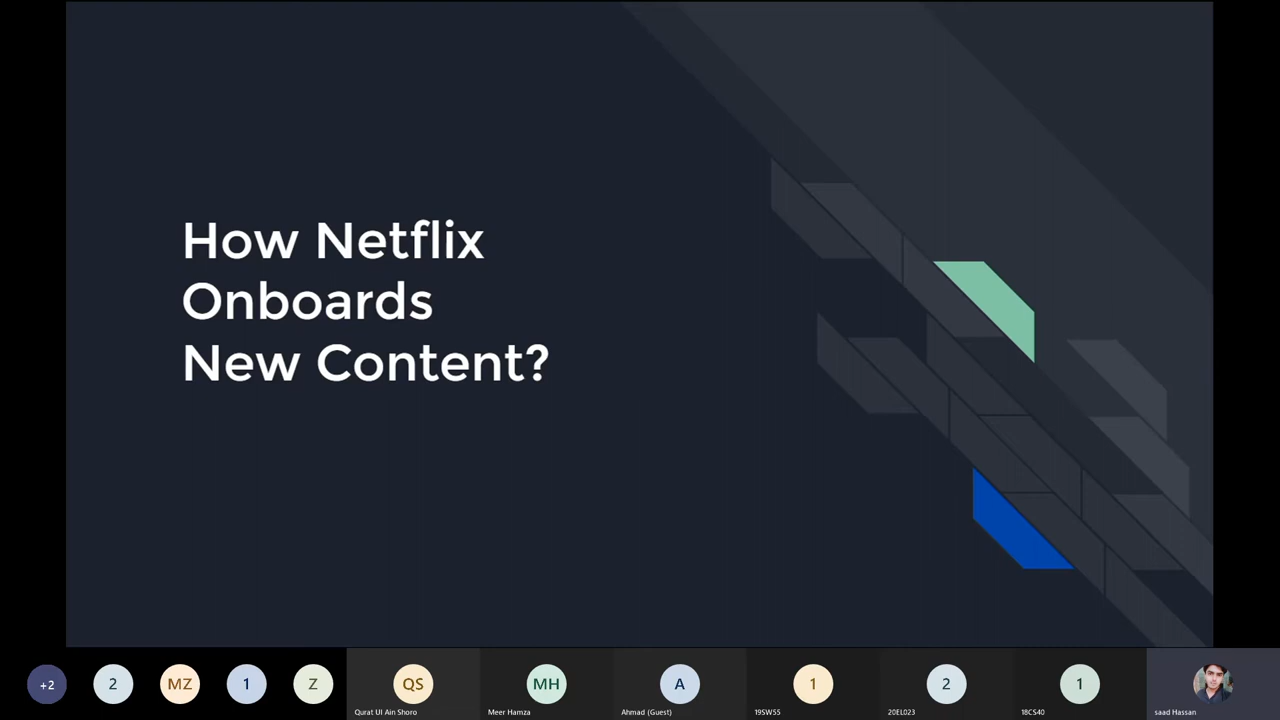 How Netflix
Onboards
New Content?
+2
2
MZ
1
Z
QS
MH
A
1
2
1
Qurat Ul Ain Shoro
Meer Hamza
Ahmad (Guest)
19SW55
20EL023
18CS40
saad Hassan